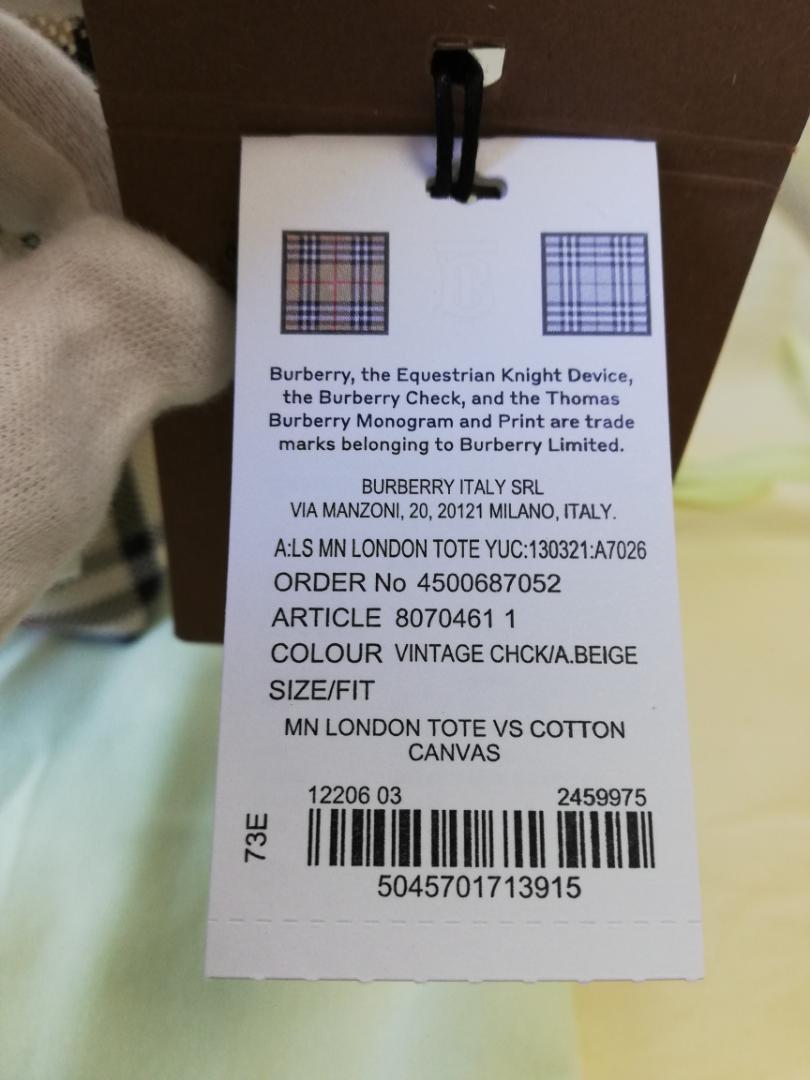 Burberry, the Equestrian Knight Device,
the Burberry Check, and the Thomas
Burberry Monogram and Print are trade
marks belonging to Burberry Limited.
BURBERRY ITALY SRL
VIA MANZONI, 20, 20121 MILANO, ITALY.
A:LS MN LONDON TOTE YUC:130321:A7026
ORDER No 4500687052
ARTICLE 8070461 1
COLOUR VINTAGE CHCK/A.BEIGE
SIZE/FIT
MN LONDON TOTE VS COTTON
CANVAS
12206 03 2459975
73E
5045701713915